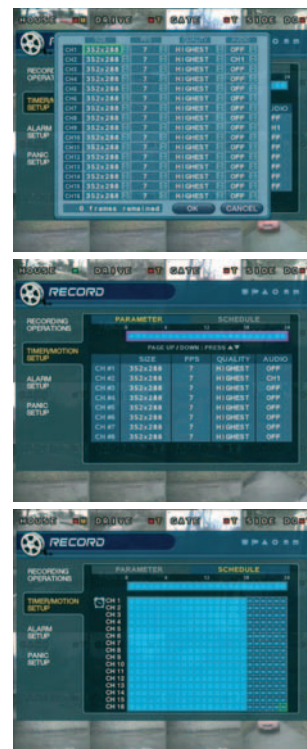 HOUSE DRIVE GATE SIDE
CH1 352x288 7 HIGHEST OFF
CH2 352x288 7 HIGHEST CH1
CH3 352x288 7 HIGHEST OFF
CH4 352x288 7 HIGHEST OFF
CH5 352x288 7 HIGHEST OFF
CH6 352x288 7 HIGHEST OFF
CH7 352x288 7 HIGHEST OFF
CH8 352x288 7 HIGHEST OFF
CH9 352x288 7 HIGHEST OFF
CH10 352x288 7 HIGHEST OFF
CH11 352x288 7 HIGHEST OFF
CH12 352x288 7 HIGHEST OFF
CH13 352x288 7 HIGHEST OFF
CH14 352x288 7 HIGHEST OFF
CH15 352x288 7 HIGHEST OFF
CH16 352x288 7 HIGHEST OFF
0 frames remained OK CANCEL
SETUP
ALARM
SETUP
PANIC
SETUP
HOUSE DRIVE GATE SIDE
RECORD
RECORDING
OPERATIONS
TIMER/MOTION
SETUP
ALARM
SETUP
PANIC
SETUP
PARAMETER SCHEDULE
0 6 12 18 24
PAGE UP/DOWN : PRESS ▲▼
SIZE FPS QUALITY AUDIO
CH #1 352x288 7 HIGHEST OFF
CH #2 352x288 7 HIGHEST CH1
CH #3 352x288 7 HIGHEST OFF
CH #4 352x288 7 HIGHEST OFF
CH #5 352x288 7 HIGHEST OFF
CH #6 352x288 7 HIGHEST OFF
CH #7 352x288 7 HIGHEST OFF
CH #8 352x288 7 HIGHEST OFF
HOUSE DRIVE GATE SIDE
RECORD
RECORDING
OPERATIONS
TIMER/MOTION
SETUP
ALARM
SETUP
PANIC
SETUP
PARAMETER SCHEDULE
0 6 12 18 24
CH 1
CH 2
CH 3
CH 4
CH 5
CH 6
CH 7
CH 8
CH 9
CH 10
CH 11
CH 12
CH 13
CH 14
CH 15
CH 16